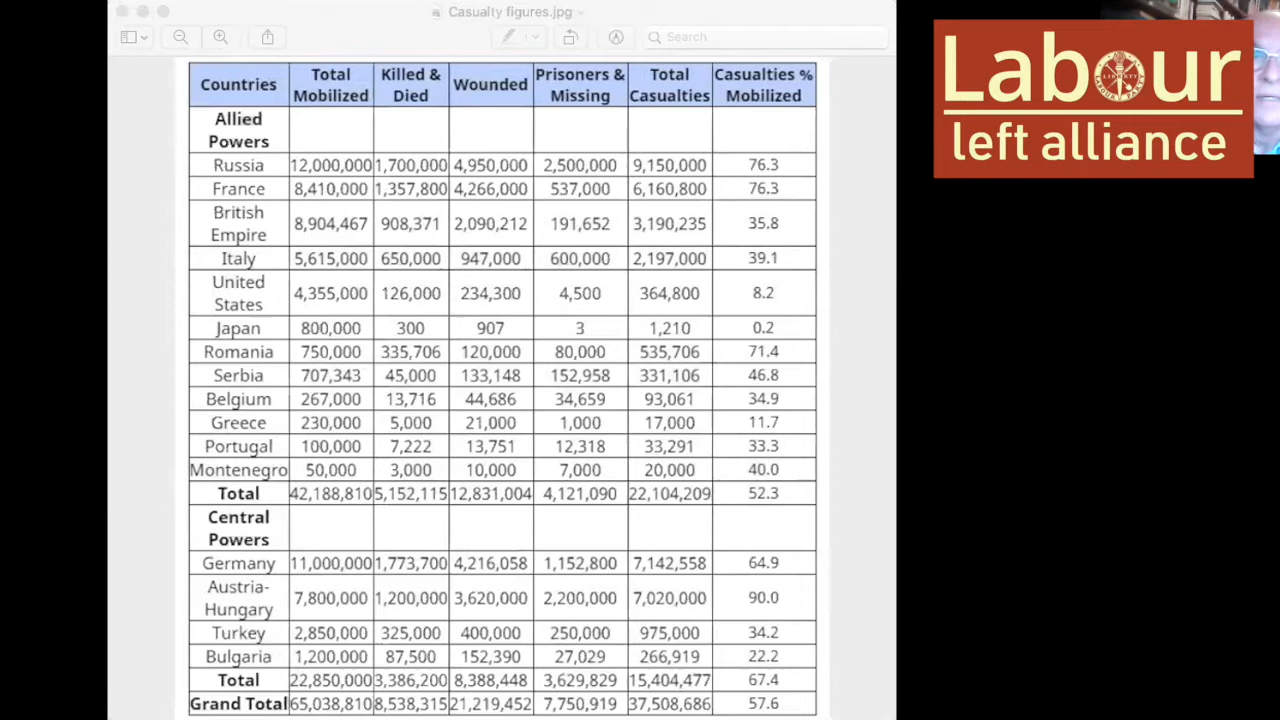 Casualty figures.jpg
Search
Countries Total Mobilized Killed & Died Wounded Prisoners & Missing Total Casualties Casualties % Mobilized
Allied Powers
Russia 12,000,000 1,700,000 4,950,000 2,500,000 9,150,000 76.3
France 8,410,000 1,357,800 4,266,000 537,000 6,160,800 76.3
British Empire 8,904,467 908,371 2,090,212 191,652 3,190,235 35.8
Italy 5,615,000 650,000 947,000 600,000 2,197,000 39.1
United States 4,355,000 126,000 234,300 4,500 364,800 8.2
Japan 800,000 300 907 3 1,210 0.2
Romania 750,000 335,706 120,000 80,000 535,706 71.4
Serbia 707,343 45,000 133,148 152,958 331,106 46.8
Belgium 267,000 13,716 44,686 34,659 93,061 34.9
Greece 230,000 5,000 21,000 1,000 17,000 11.7
Portugal 100,000 7,222 13,751 12,318 33,291 33.3
Montenegro 50,000 3,000 10,000 7,000 20,000 40.0
Total 42,188,810 5,152,115 12,831,004 4,121,090 22,104,209 52.3
Central Powers
Germany 11,000,000 1,773,700 4,216,058 1,152,800 7,142,558 64.9
Austria-Hungary 7,800,000 1,200,000 3,620,000 2,200,000 7,020,000 90.0
Turkey 2,850,000 325,000 400,000 250,000 975,000 34.2
Bulgaria 1,200,000 87,500 152,390 27,029 266,919 22.2
Total 22,850,000 3,386,200 8,388,448 3,629,829 15,404,477 67.4
Grand Total 65,038,810 8,538,315 21,219,452 7,750,919 37,508,686 57.6
Labour
left alliance